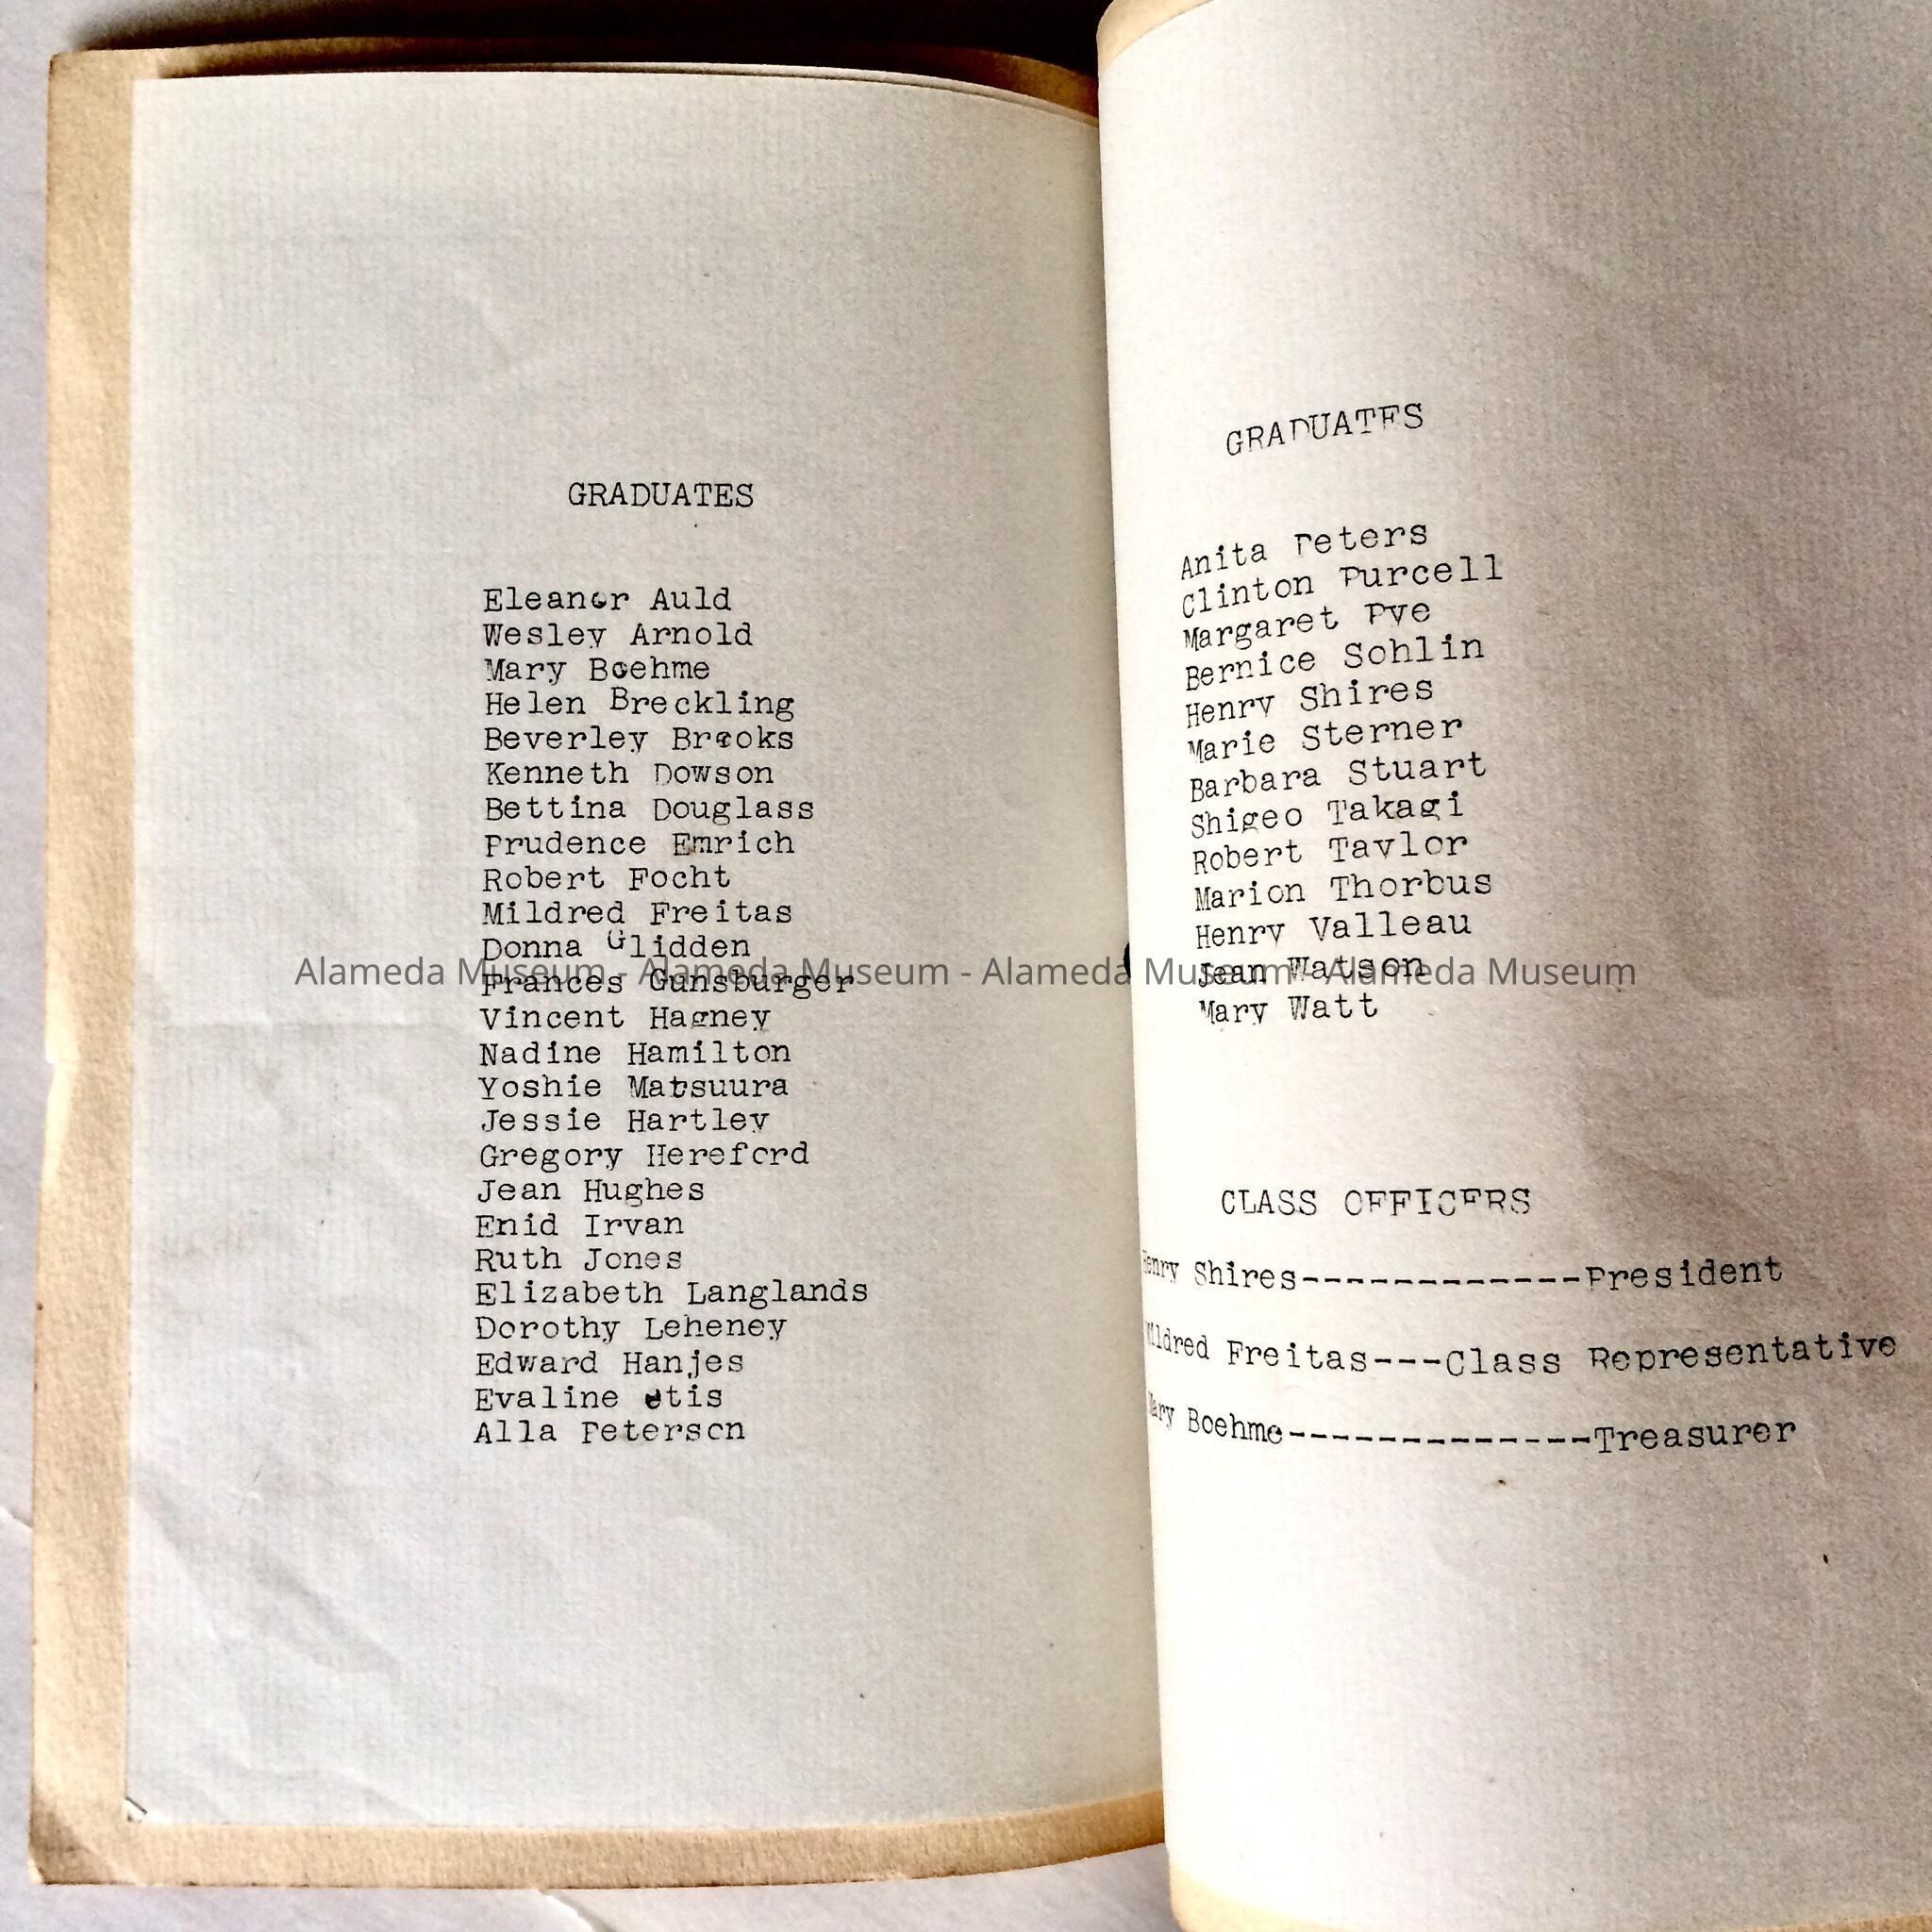 GRADUATES
Eleanor Auld
Wesley Arnold
Mary Boehme
Helen Breckling
Beverley Brooks
Kenneth Dowson
Bettina Douglass
Prudence Emrich
Robert Focht
Mildred Freitas
Donna Glidden
Frances Gunsburger
Vincent Hagney
Nadine Hamilton
Yoshie Matsuura
Jessie Hartley
Gregory Hereford
Jean Hughes
Enid Irvan
Ruth Jones
Elizabeth Langlands
Dorothy Leheney
Edward Hanjes
Evaline
Alla Peterson
GRADUATES
Anita Peters
Clinton Purcell
Margaret Pye
Bernice Sohlin
Henry Shires
Marie Sterner
Barbara Stuart
Shigeo Takagi
Robert Taylor
Marion Thorbus
Henry Valleau
Jean Watson
Mary Watt
CLASS OFFICERS
Henry Shires------------President
Mildred Freitas---Class Representative
Mary Boehme-------------Treasurer
Alameda Museum - Alameda Museum - Alameda Museum - Alameda Museum